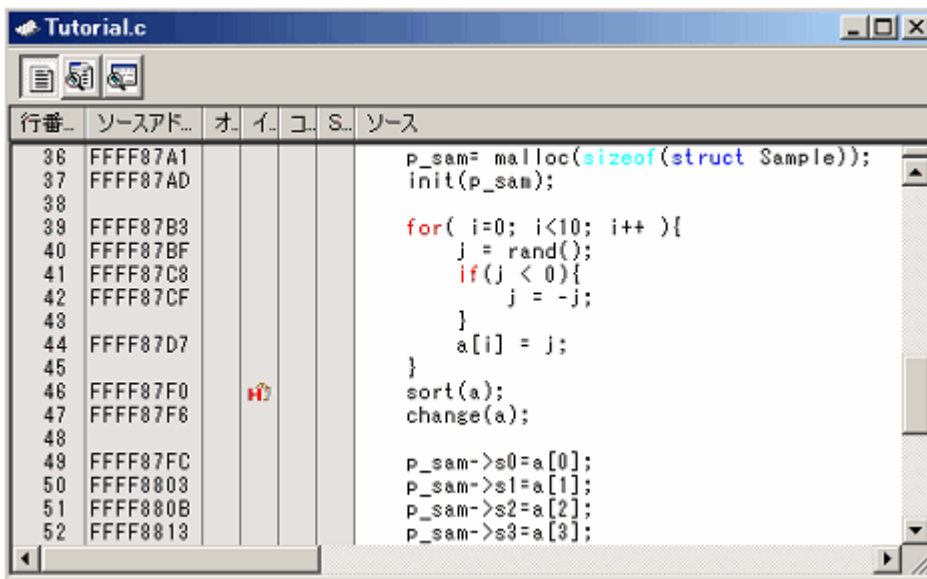 Tutorial.c
行番... ソースアド... オ.. イ.. コ.. S... ソース
36 FFFF87A1 p_sam= malloc(sizeof(struct Sample));
37 FFFF87AD init(p_sam);
38
39 FFFF87B3 for( i=0; i<10; i++ ){
40 FFFF87BF j = rand();
41 FFFF87C8 if(j < 0){
42 FFFF87CF j = -j;
43 }
44 FFFF87D7 a[i] = j;
45 }
46 FFFF87F0 H sort(a);
47 FFFF87F6 change(a);
48
49 FFFF87FC p_sam->s0=a[0];
50 FFFF8803 p_sam->s1=a[1];
51 FFFF880B p_sam->s2=a[2];
52 FFFF8813 p_sam->s3=a[3];